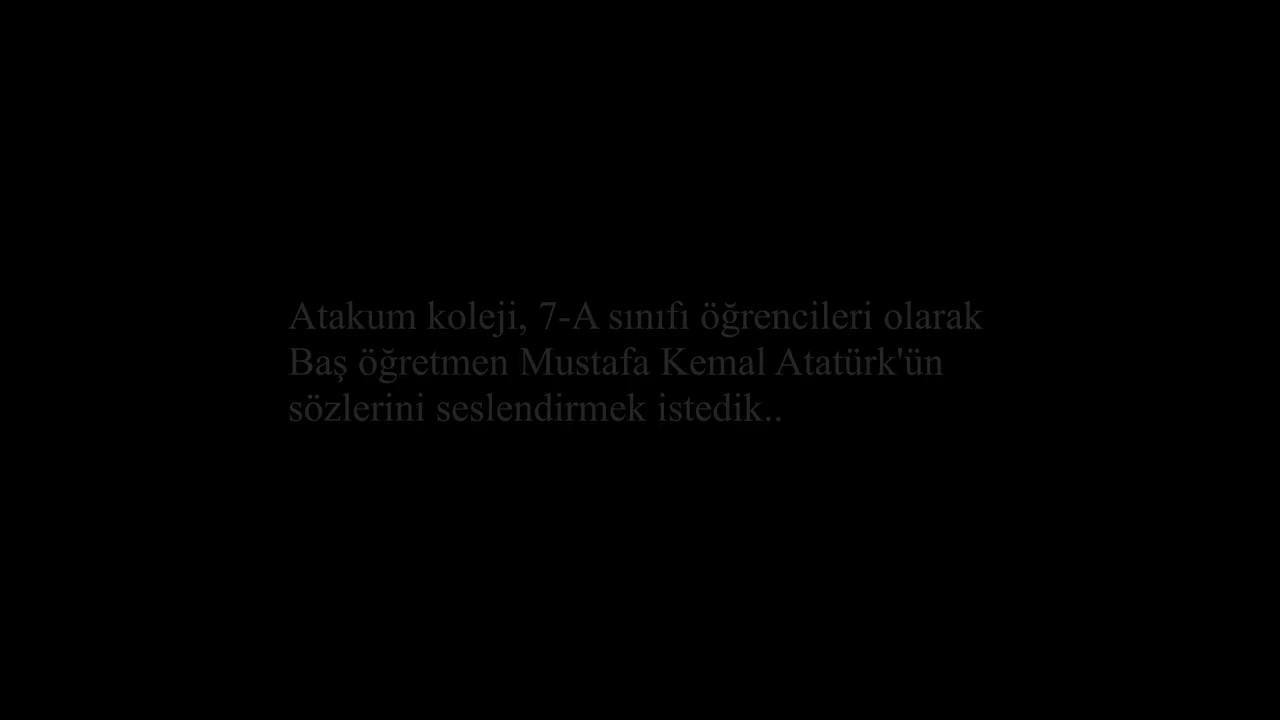 Atakum koleji, 7-A sınıfı öğrencileri olarak
Baş öğretmen Mustafa Kemal Atatürk'ün
sözlerini seslendirmek istedik..